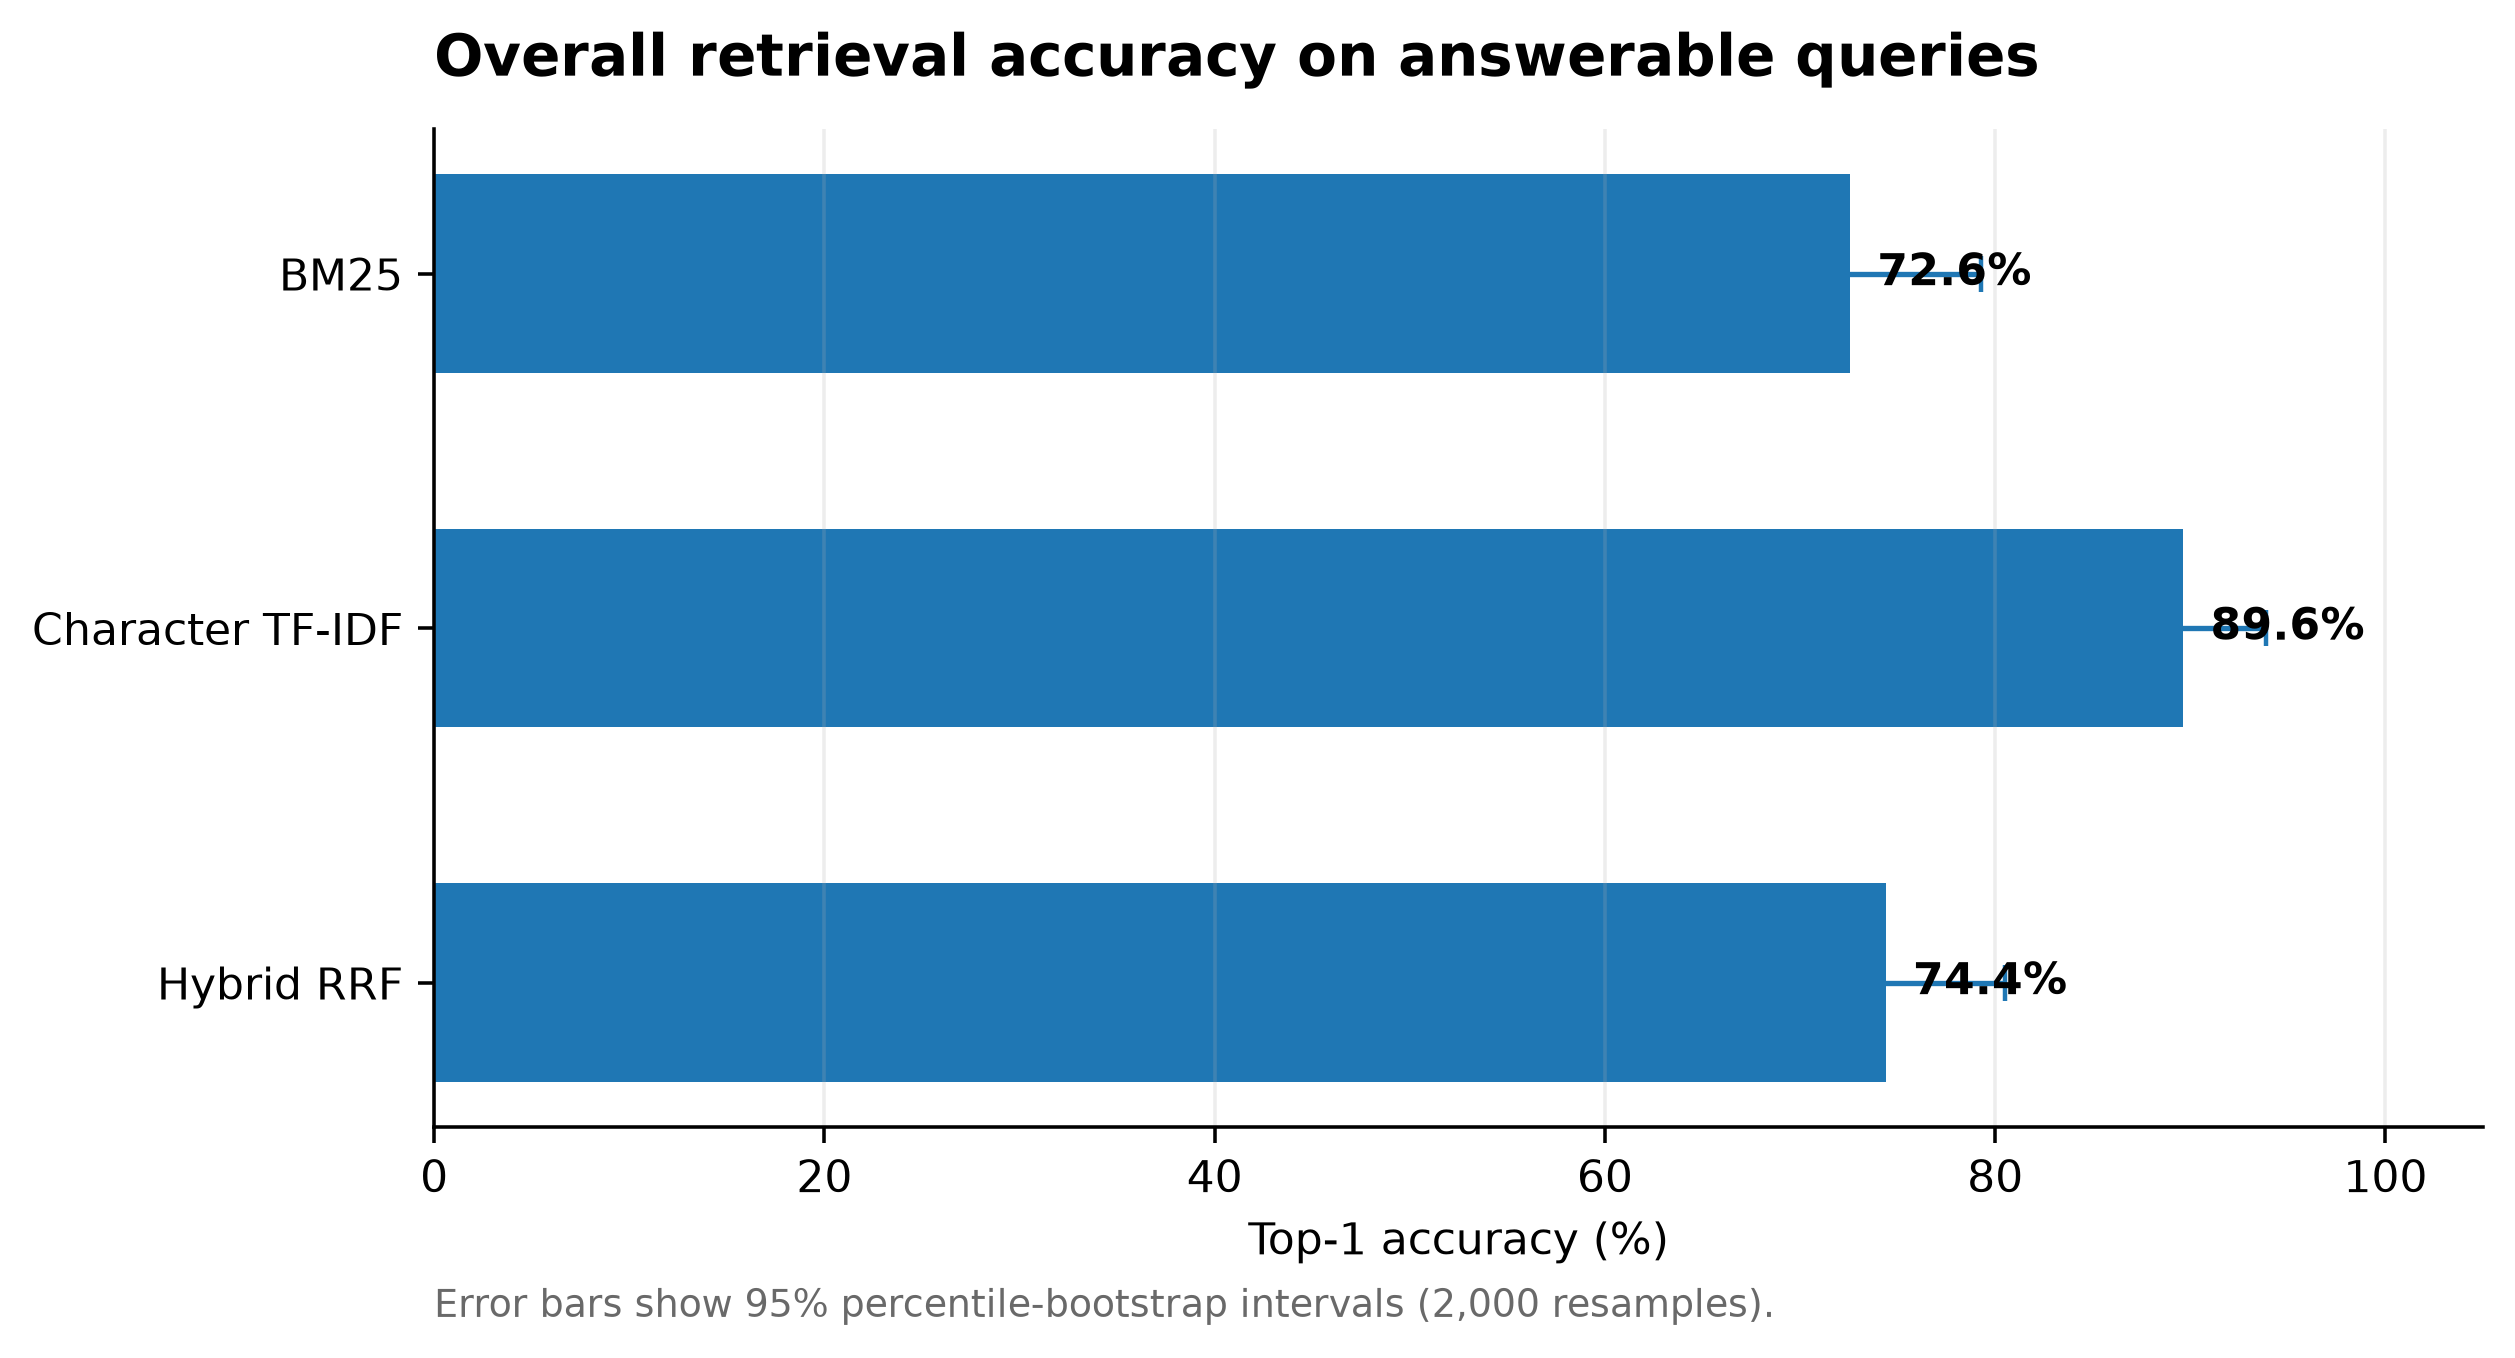 Overall retrieval accuracy on answerable queries
BM25
72.6%
Character TF-IDF
89.6%
Hybrid RRF
74.4%
0 20 40 60 80 100
Top-1 accuracy (%)
Error bars show 95% percentile-bootstrap intervals (2,000 resamples).